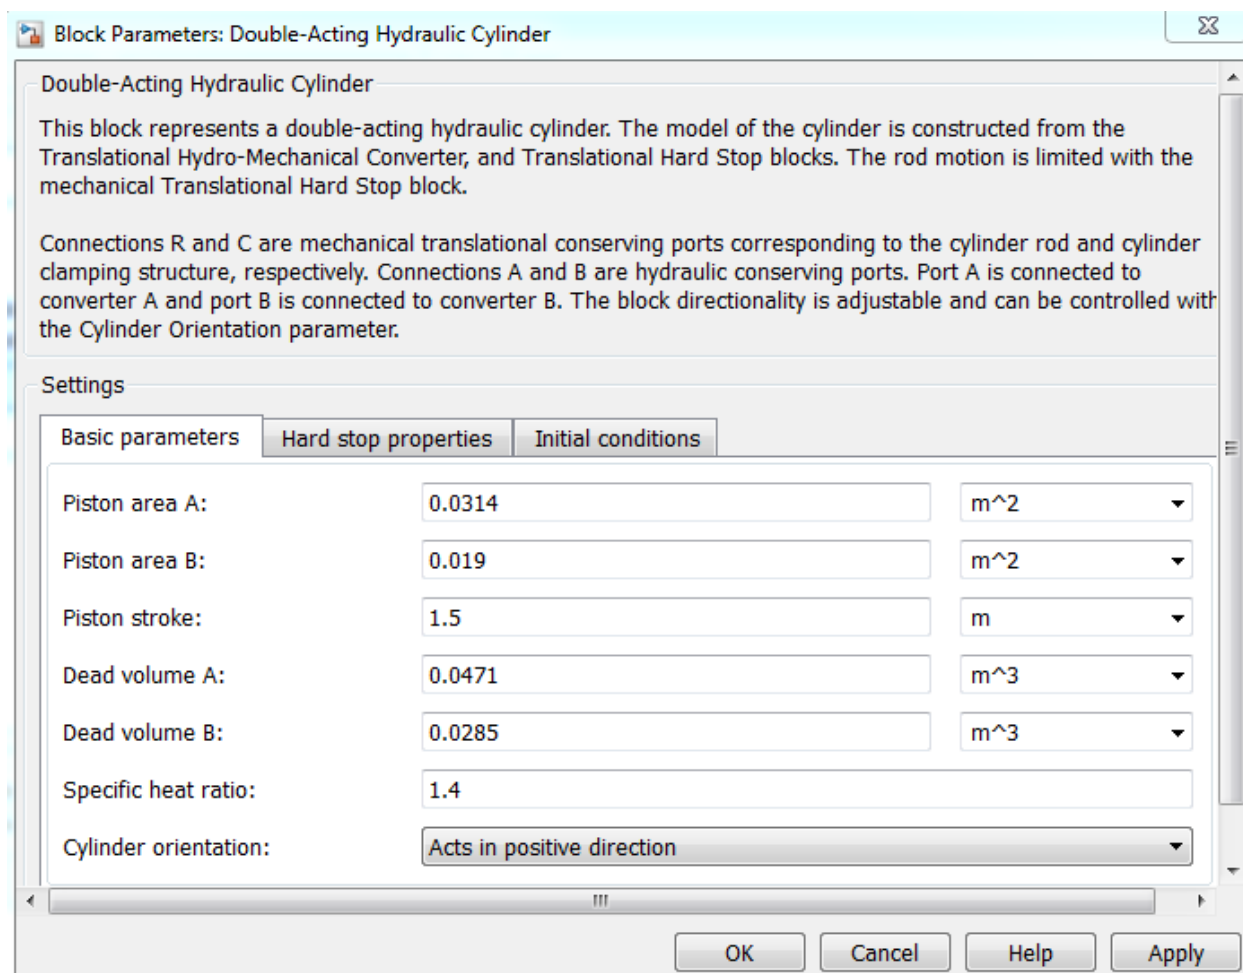 Block Parameters: Double-Acting Hydraulic Cylinder
Double-Acting Hydraulic Cylinder
This block represents a double-acting hydraulic cylinder. The model of the cylinder is constructed from the
Translational Hydro-Mechanical Converter, and Translational Hard Stop blocks. The rod motion is limited with the
mechanical Translational Hard Stop block.
Connections R and C are mechanical translational conserving ports corresponding to the cylinder rod and cylinder
clamping structure, respectively. Connections A and B are hydraulic conserving ports. Port A is connected to
converter A and port B is connected to converter B. The block directionality is adjustable and can be controlled with
the Cylinder Orientation parameter.
Settings
Basic parameters Hard stop properties Initial conditions
Piston area A: 0.0314 m^2
Piston area B: 0.019 m^2
Piston stroke: 1.5 m
Dead volume A: 0.0471 m^3
Dead volume B: 0.0285 m^3
Specific heat ratio: 1.4
Cylinder orientation: Acts in positive direction
OK Cancel Help Apply